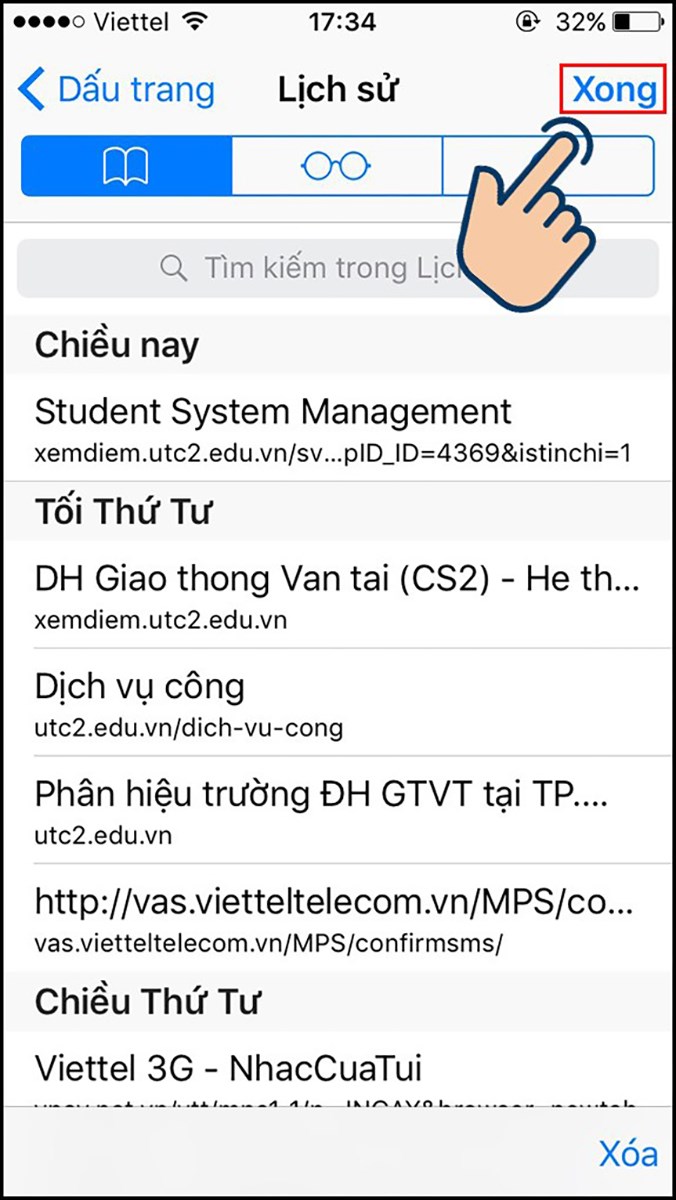 Viettel 17:34 32%
Dấu trang Lịch sử Xong
Tìm kiếm trong
Chiều nay
Student System Management
xemdiem.utc2.edu.vn/sv...pID_ID=4369&istinchi=1
Tối Thứ Tư
DH Giao thong Van tai (CS2) - He th...
xemdiem.utc2.edu.vn
Dịch vụ công
utc2.edu.vn/dich-vu-cong
Phân hiệu trường ĐH GTVT tại TP....
utc2.edu.vn
http://vas.vietteltelecom.vn/MPS/co...
vas.vietteltelecom.vn/MPS/confirmsms/
Chiều Thứ Tư
Viettel 3G - NhacCuaTui
Xóa